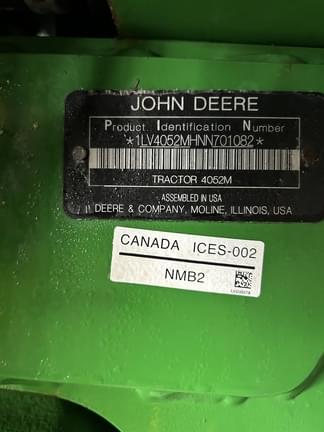 JOHN DEERE
Product Identification Number
*1LV4052MHNN701082*
TRACTOR 4052M
ASSEMBLED IN USA
DEERE & COMPANY, MOLINE, ILLINOIS, USA
CANADA ICES-002
NMB2